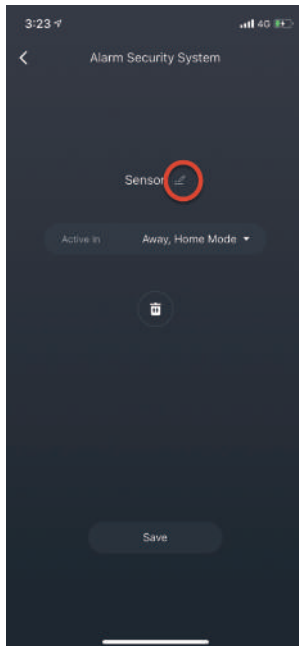 3:23
4G
Alarm Security System
Sensor
Active In
Away, Home Mode
Save